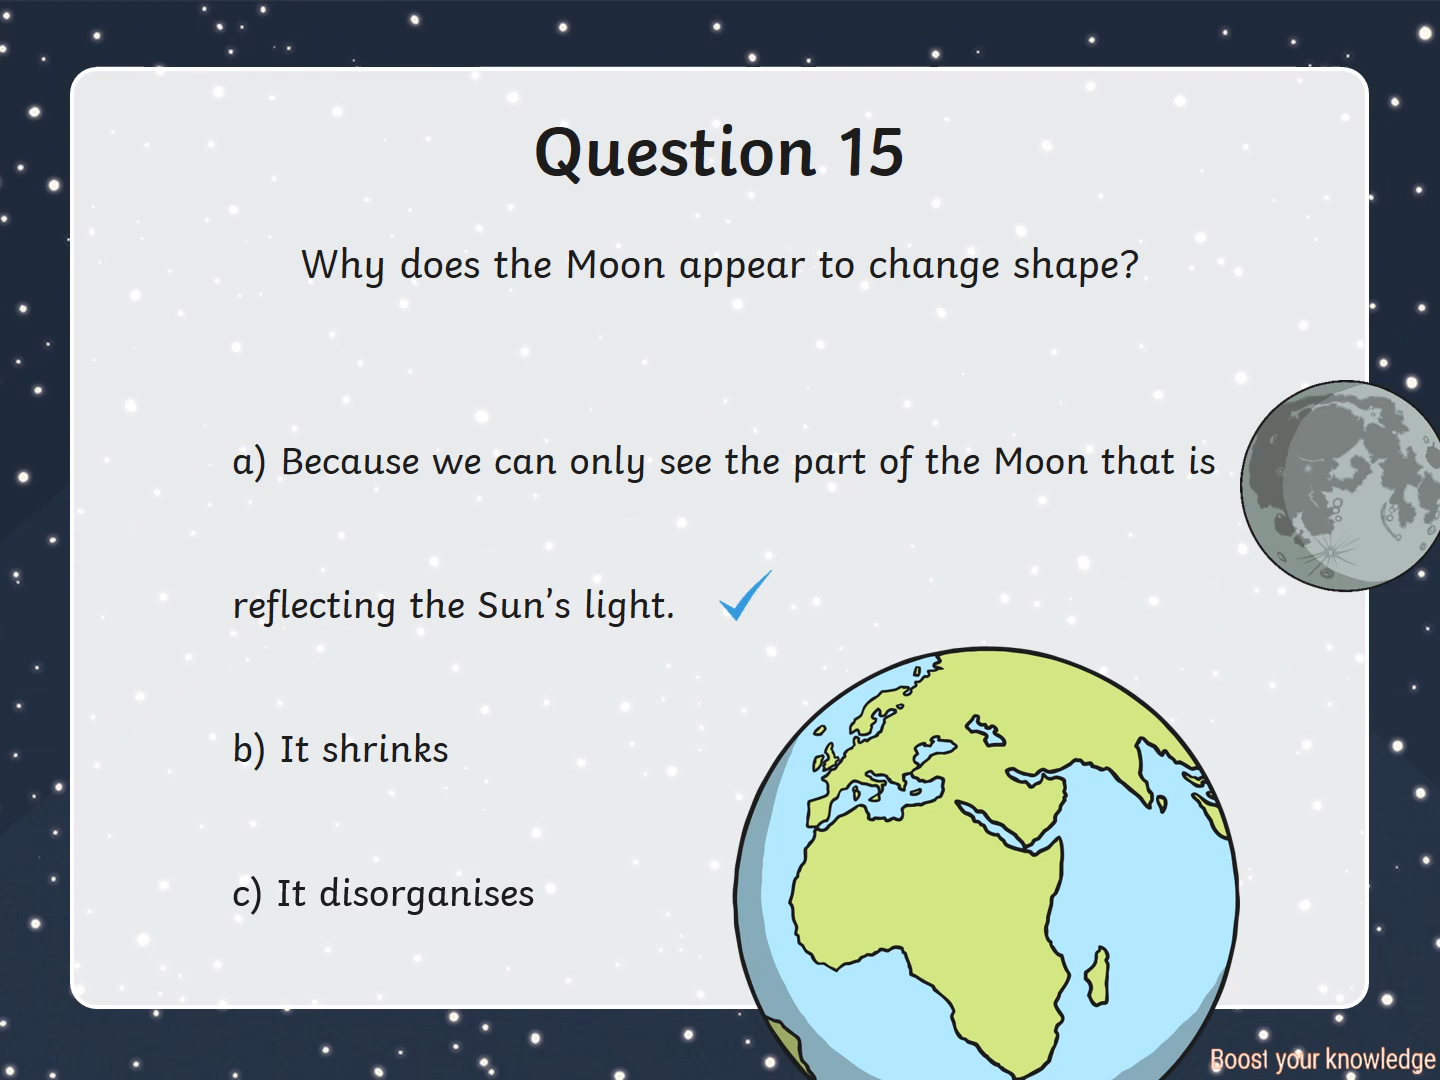 Question 15
Why does the Moon appear to change shape?
a) Because we can only see the part of the Moon that is
reflecting the Sun’s light.
b) It shrinks
c) It disorganises
Boost your knowledge